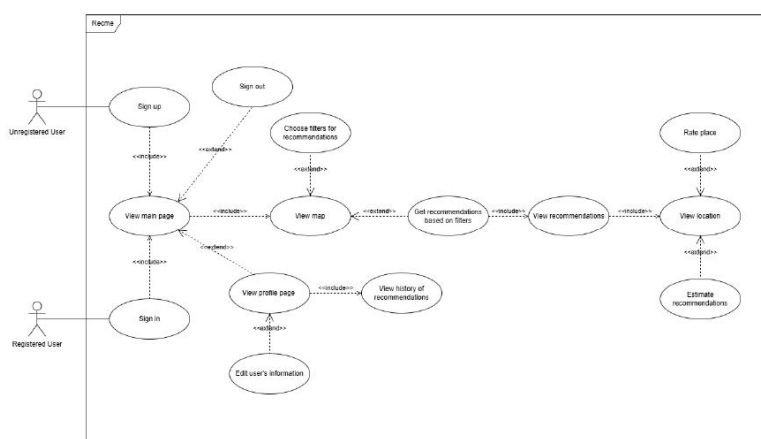 Recme
Sign out
Sign up
Unregistered User
Choose filters for
recommendations
Rate place
<<include>>
<<extend>>
<<extend>>
<<extend>>
View main page
<<include>>
View map
<<extend>>
Get recommendations
based on filters
<<include>>
View recommendations
<<include>>
View location
<<include>>
<<extend>>
<<extend>>
View profile page
<<include>>
View history of
recommendations
Estimate
recommendations
Sign in
Registered User
<<extend>>
Edit user's information